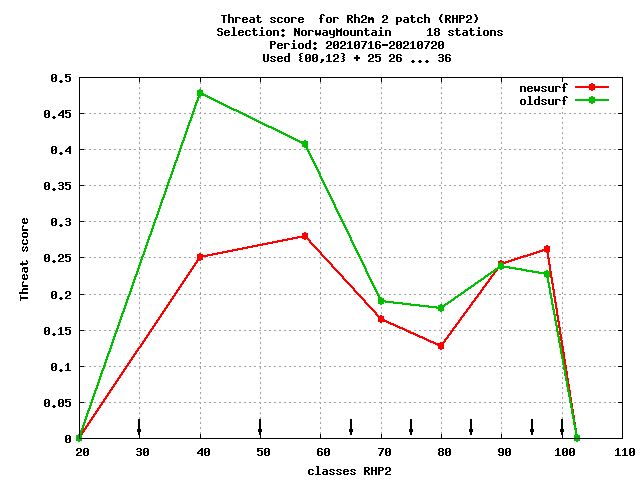 Threat score  for Rh2m 2 patch (RHP2)
Selection: NorwayMountain     18 stations
Period: 20210716-20210720
Used {00,12} + 25 26 ... 36
newsurf
oldsurf
0.5
0.45
0.4
0.35
0.3
0.25
0.2
0.15
0.1
0.05
0
Threat score
20 30 40 50 60 70 80 90 100 110
classes RHP2